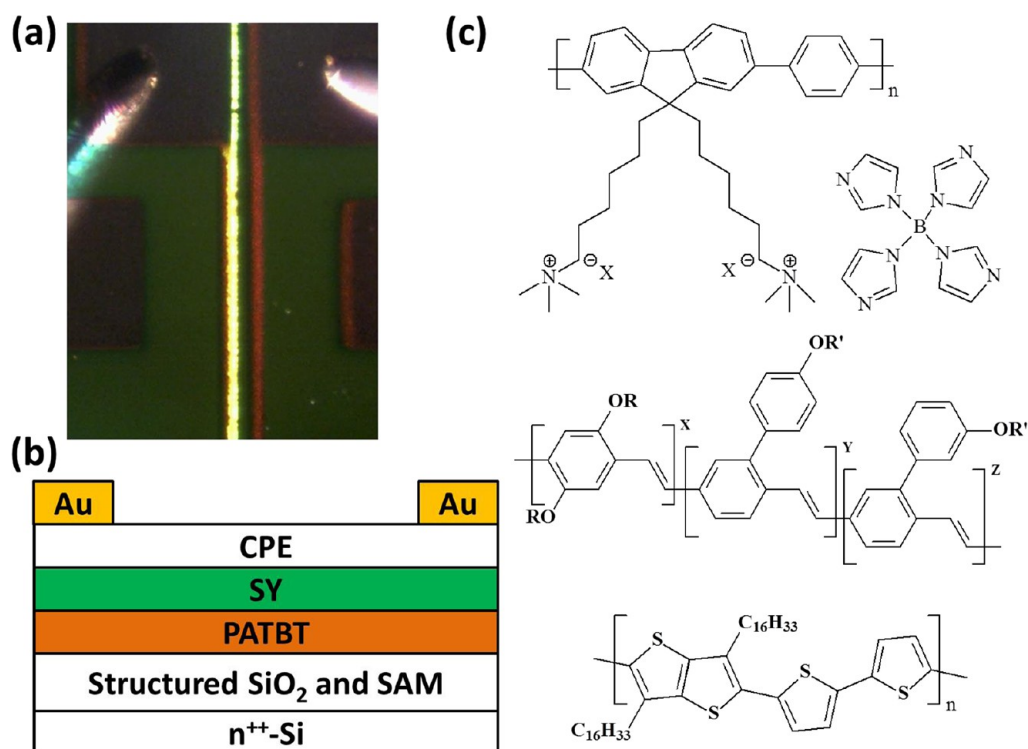 (a)
(b)
Au
Au
CPE
SY
PATBT
Structured SiO₂ and SAM
n⁺⁺-Si
(c)
n
N
⊕
⊖
X
X
⊖
⊕
N
N
N
N
N
B
N
N
N
N
OR'
OR
X
Y
OR'
Z
RO
C₁₆H₃₃
S
S
S
S
n
C₁₆H₃₃